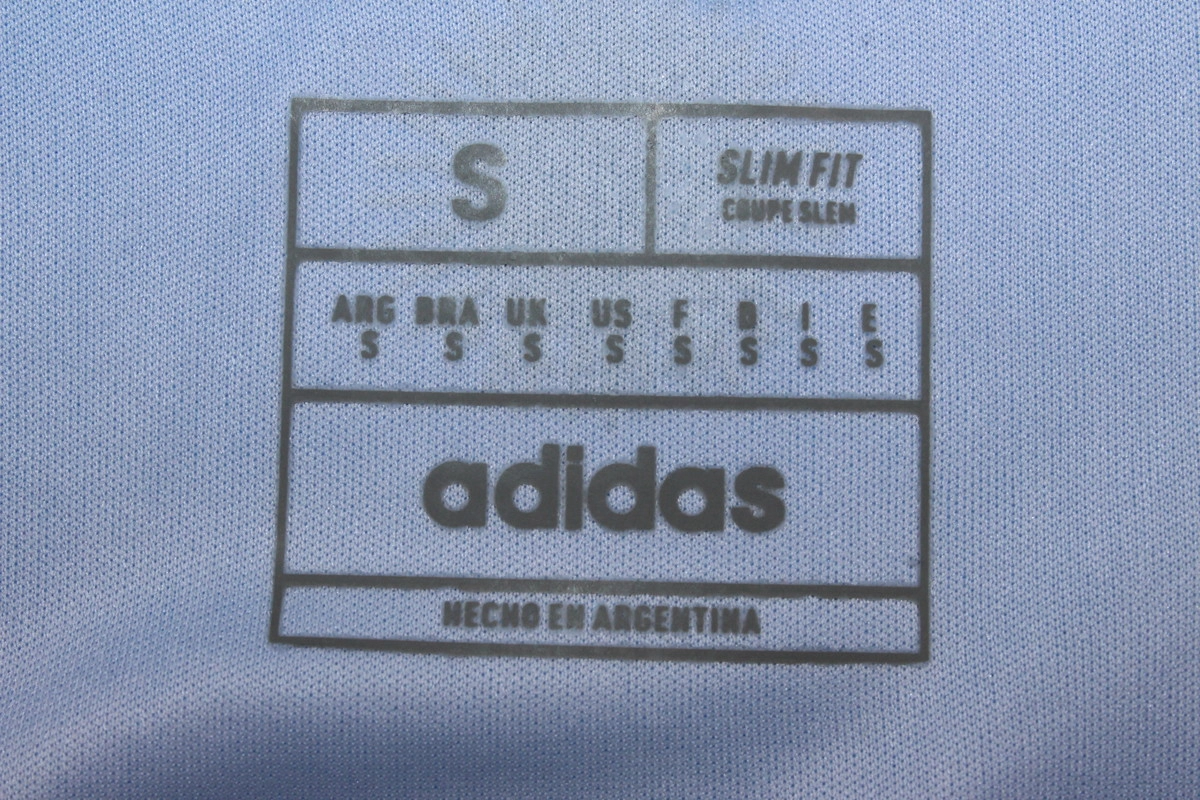 S
SLIM FIT
COUPE SLIM
ARG BRA UK US F D I E
S S S S S S S S
adidas
HECHO EN ARGENTINA